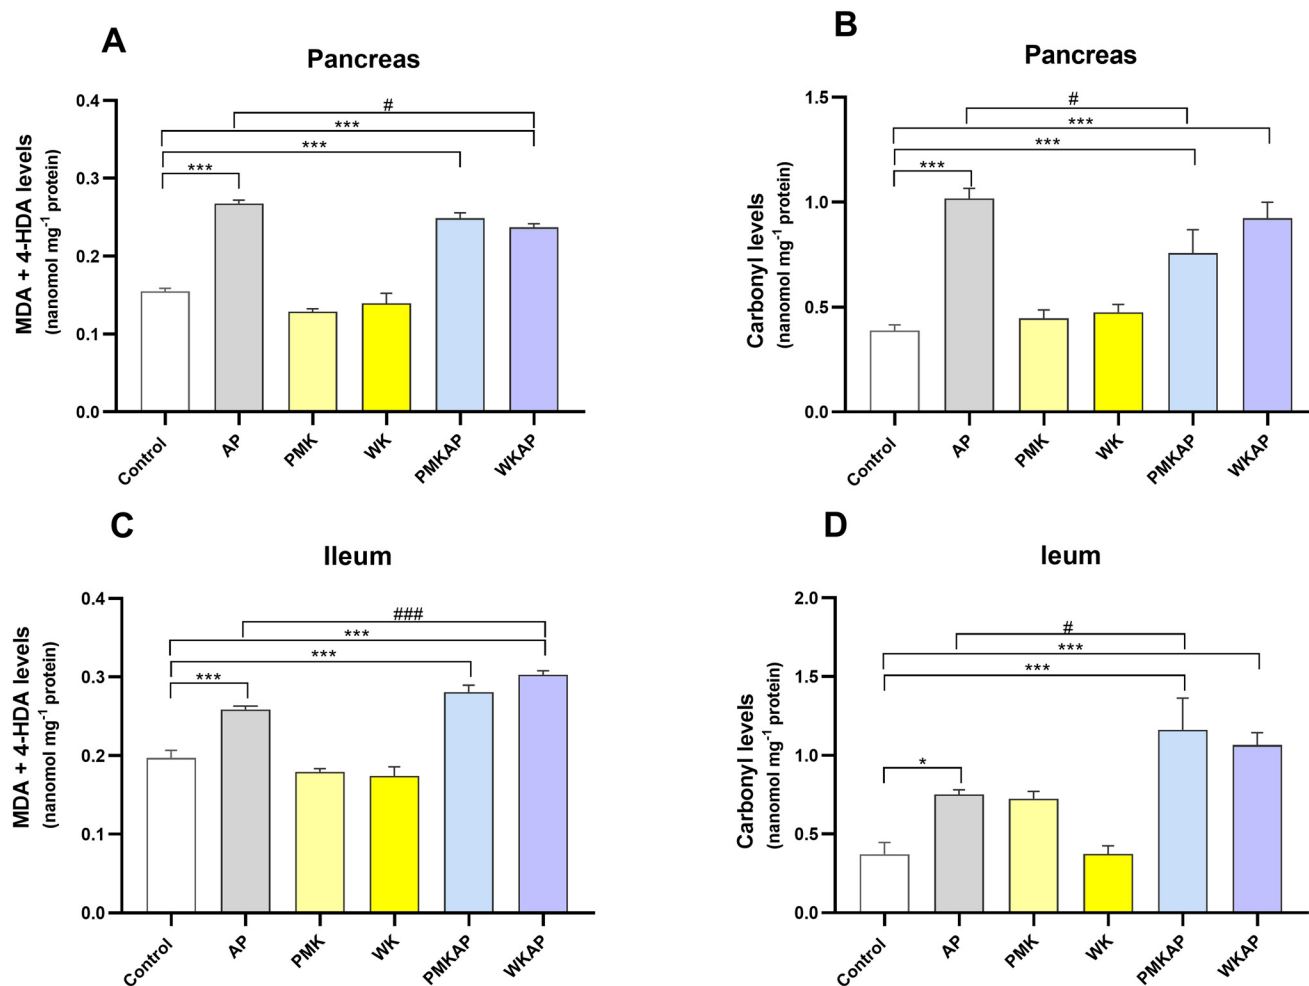 A
Pancreas
MDA + 4-HDA levels
(nanomol mg-1 protein)
0.4
0.3
0.2
0.1
0.0
#
***
***
***
Control
AP
PMK
WK
PMKAP
WKAP
B
Pancreas
Carbonyl levels
(nanomol mg-1 protein)
1.5
1.0
0.5
0.0
#
***
***
***
Control
AP
PMK
WK
PMKAP
WKAP
C
Ileum
MDA + 4-HDA levels
(nanomol mg-1 protein)
0.4
0.3
0.2
0.1
0.0
###
***
***
***
Control
AP
PMK
WK
PMKAP
WKAP
D
leum
Carbonyl levels
(nanomol mg-1 protein)
2.0
1.5
1.0
0.5
0.0
#
***
***
*
Control
AP
PMK
WK
PMKAP
WKAP